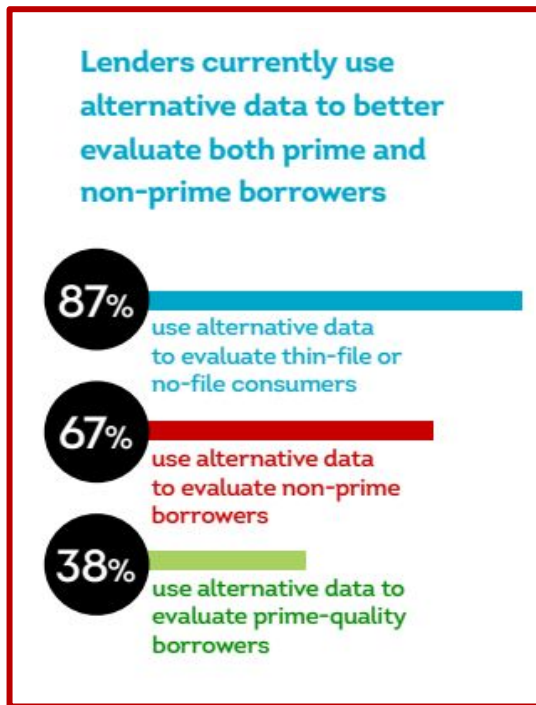 Lenders currently use
alternative data to better
evaluate both prime and
non-prime borrowers
87%
use alternative data
to evaluate thin-file or
no-file consumers
67%
use alternative data
to evaluate non-prime
borrowers
38%
use alternative data to
evaluate prime-quality
borrowers